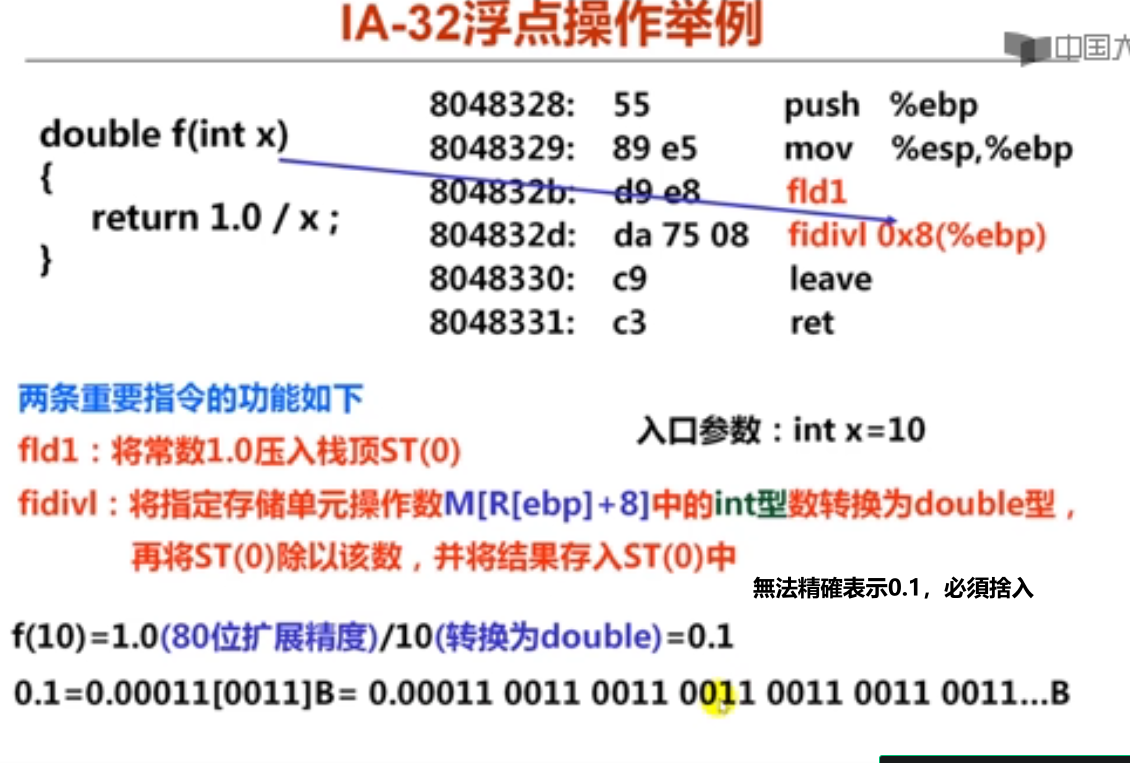 IA-32浮点操作举例
中国大
double f(int x)
{
return 1.0 / x ;
}
8048328: 55 push %ebp
8048329: 89 e5 mov %esp,%ebp
804832b: d9 e8 fld1
804832d: da 75 08 fidivl 0x8(%ebp)
8048330: c9 leave
8048331: c3 ret
两条重要指令的功能如下
fld1：将常数1.0压入栈顶ST(0)
入口参数：int x=10
fidivl：将指定存储单元操作数M[R[ebp]+8]中的int型数转换为double型，
再将ST(0)除以该数，并将结果存入ST(0)中
無法精確表示0.1，必須捨入
f(10)=1.0(80位扩展精度)/10(转换为double)=0.1
0.1=0.00011[0011]B= 0.00011 0011 0011 0011 0011 0011 0011...B